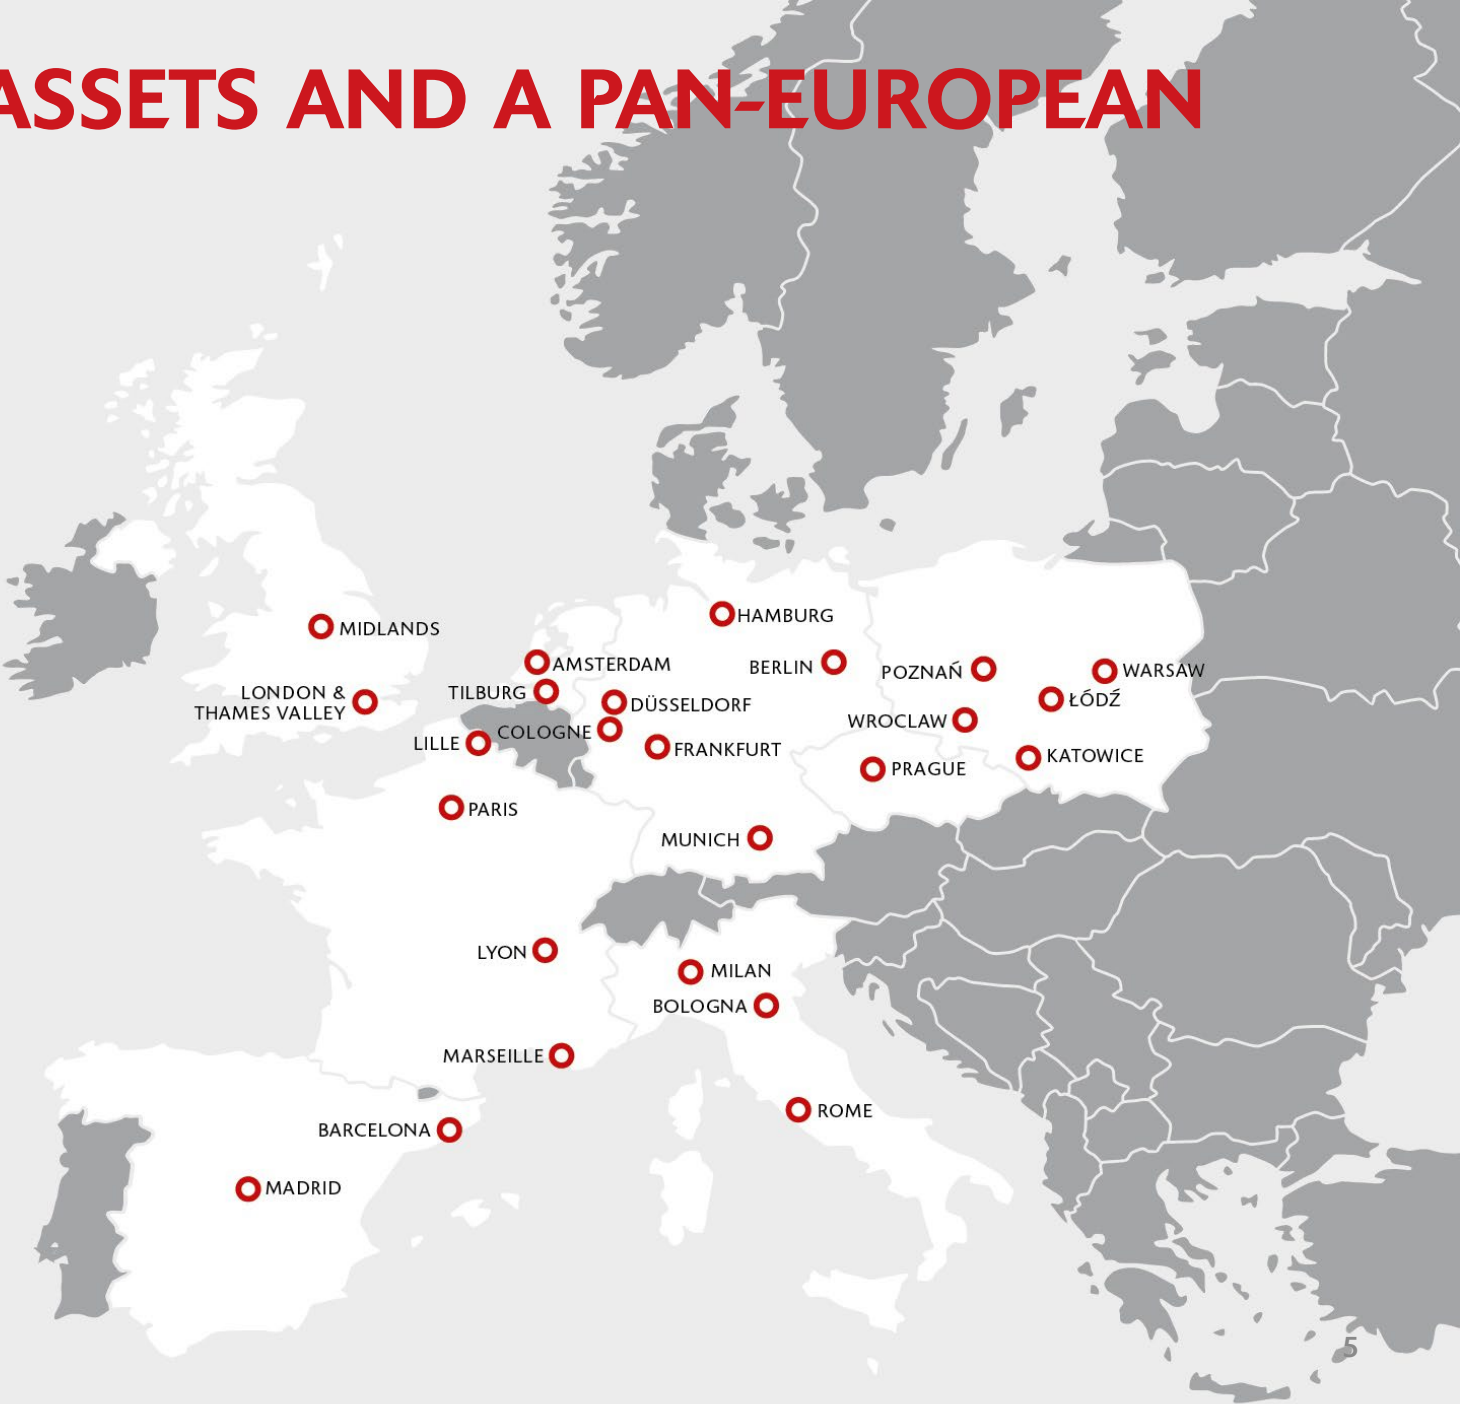 ASSETS AND A PAN-EUROPEAN
HAMBURG
MIDLANDS
AMSTERDAM
BERLIN
POZNAŃ
WARSAW
LONDON &
THAMES VALLEY
TILBURG
DÜSSELDORF
ŁÓDŹ
WROCLAW
COLOGNE
LILLE
FRANKFURT
KATOWICE
PRAGUE
PARIS
MUNICH
LYON
MILAN
BOLOGNA
MARSEILLE
ROME
BARCELONA
MADRID
5